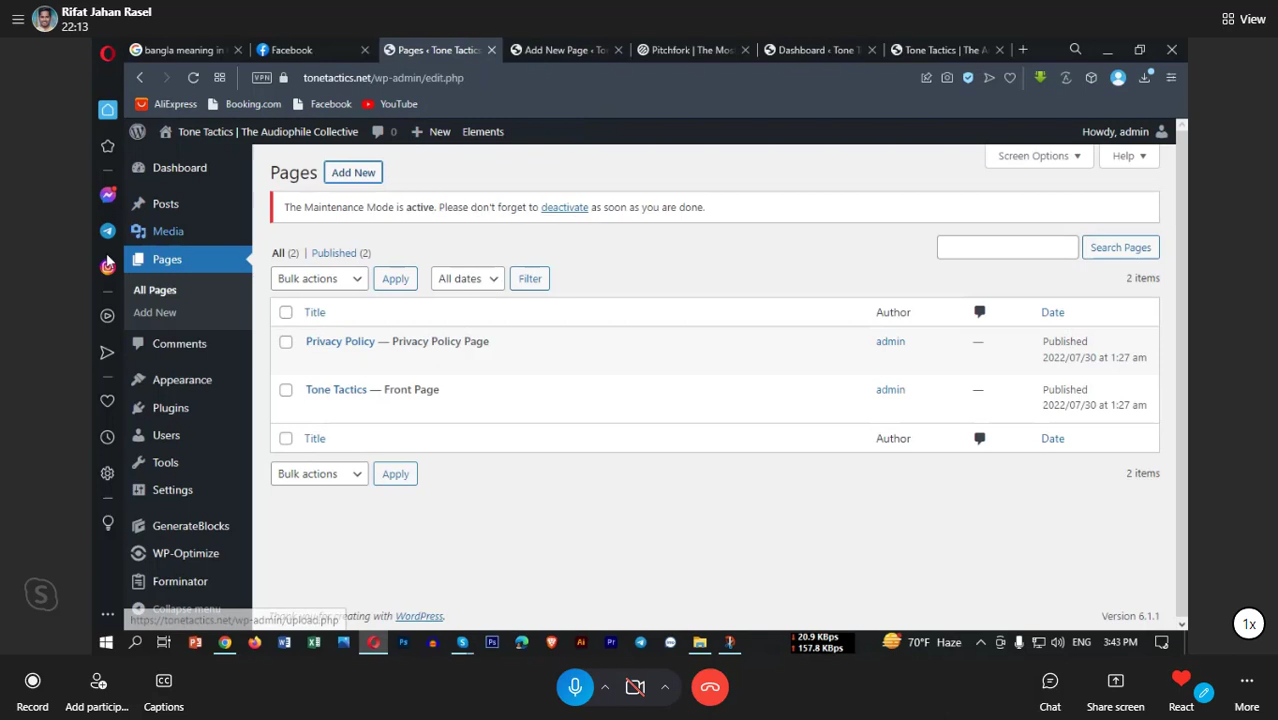 Rifat Jahan Rasel
22:13
View
bangla meaning in
Facebook
Pages ‹ Tone Tactics
Add New Page ‹ To
Pitchfork | The Mos
Dashboard ‹ Tone T
Tone Tactics | The A
VPN
tonetactics.net/wp-admin/edit.php
AliExpress
Booking.com
Facebook
YouTube
Tone Tactics | The Audiophile Collective
0
New
Elements
Howdy, admin
Dashboard
Posts
Media
Pages
All Pages
Add New
Comments
Appearance
Plugins
Users
Tools
Settings
GenerateBlocks
WP-Optimize
Forminator
Collapse menu
https://tonetactics.net/wp-admin/upload.php
Screen Options
Help
Pages
Add New
The Maintenance Mode is active. Please don't forget to deactivate as soon as you are done.
All (2) | Published (2)
Search Pages
Bulk actions
Apply
All dates
Filter
2 items
Title
Author
Date
Privacy Policy — Privacy Policy Page
admin
—
Published
2022/07/30 at 1:27 am
Tone Tactics — Front Page
admin
—
Published
2022/07/30 at 1:27 am
Title
Author
Date
Bulk actions
Apply
2 items
creating with WordPress.
Version 6.1.1
1x
20.9 KBps
157.8 KBps
70°F Haze
ENG
3:43 PM
Record
Add particip...
Captions
Chat
Share screen
React
More